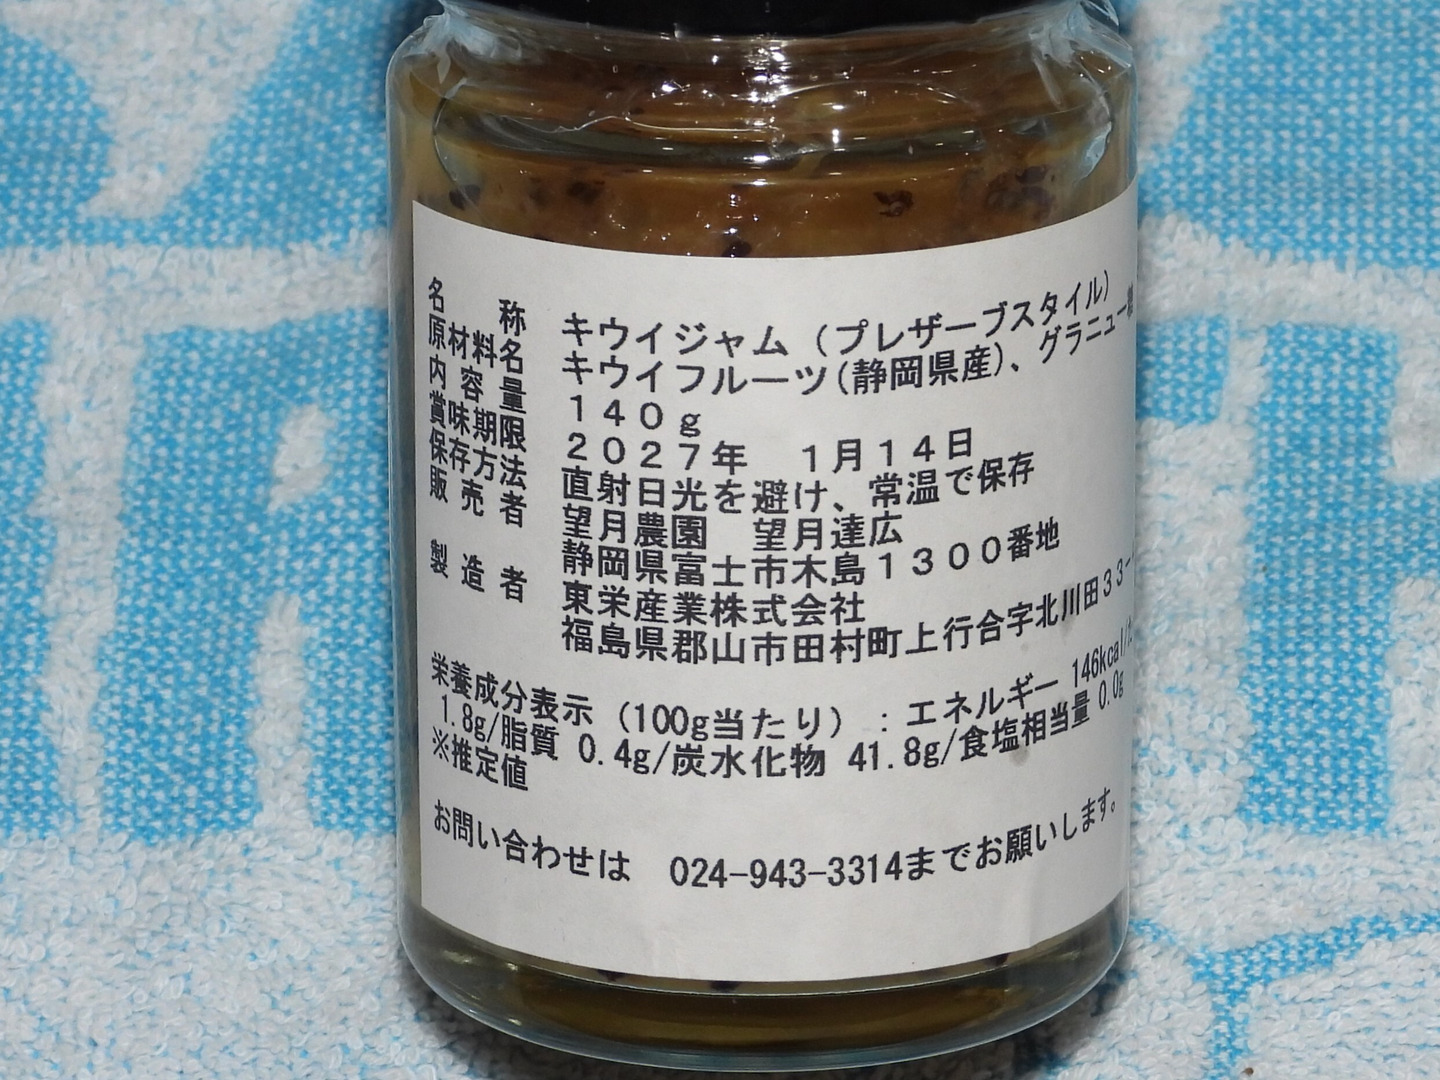 名　　称　キウイジャム（プレザーブスタイル）
原材料名　キウイフルーツ（静岡県産）、グラニュー糖
内 容 量　１４０ｇ
賞味期限　２０２７年　１月１４日
保存方法　直射日光を避け、常温で保存
販 売 者　望月農園　望月達広
静岡県富士市木島１３００番地
製 造 者　東栄産業株式会社
福島県郡山市田村町上行合字北川田３３－
栄養成分表示（100g当たり）：エネルギー 146kcal/た
1.8g/脂質 0.4g/炭水化物 41.8g/食塩相当量 0.0g
※推定値
お問い合わせは　024-943-3314までお願いします。